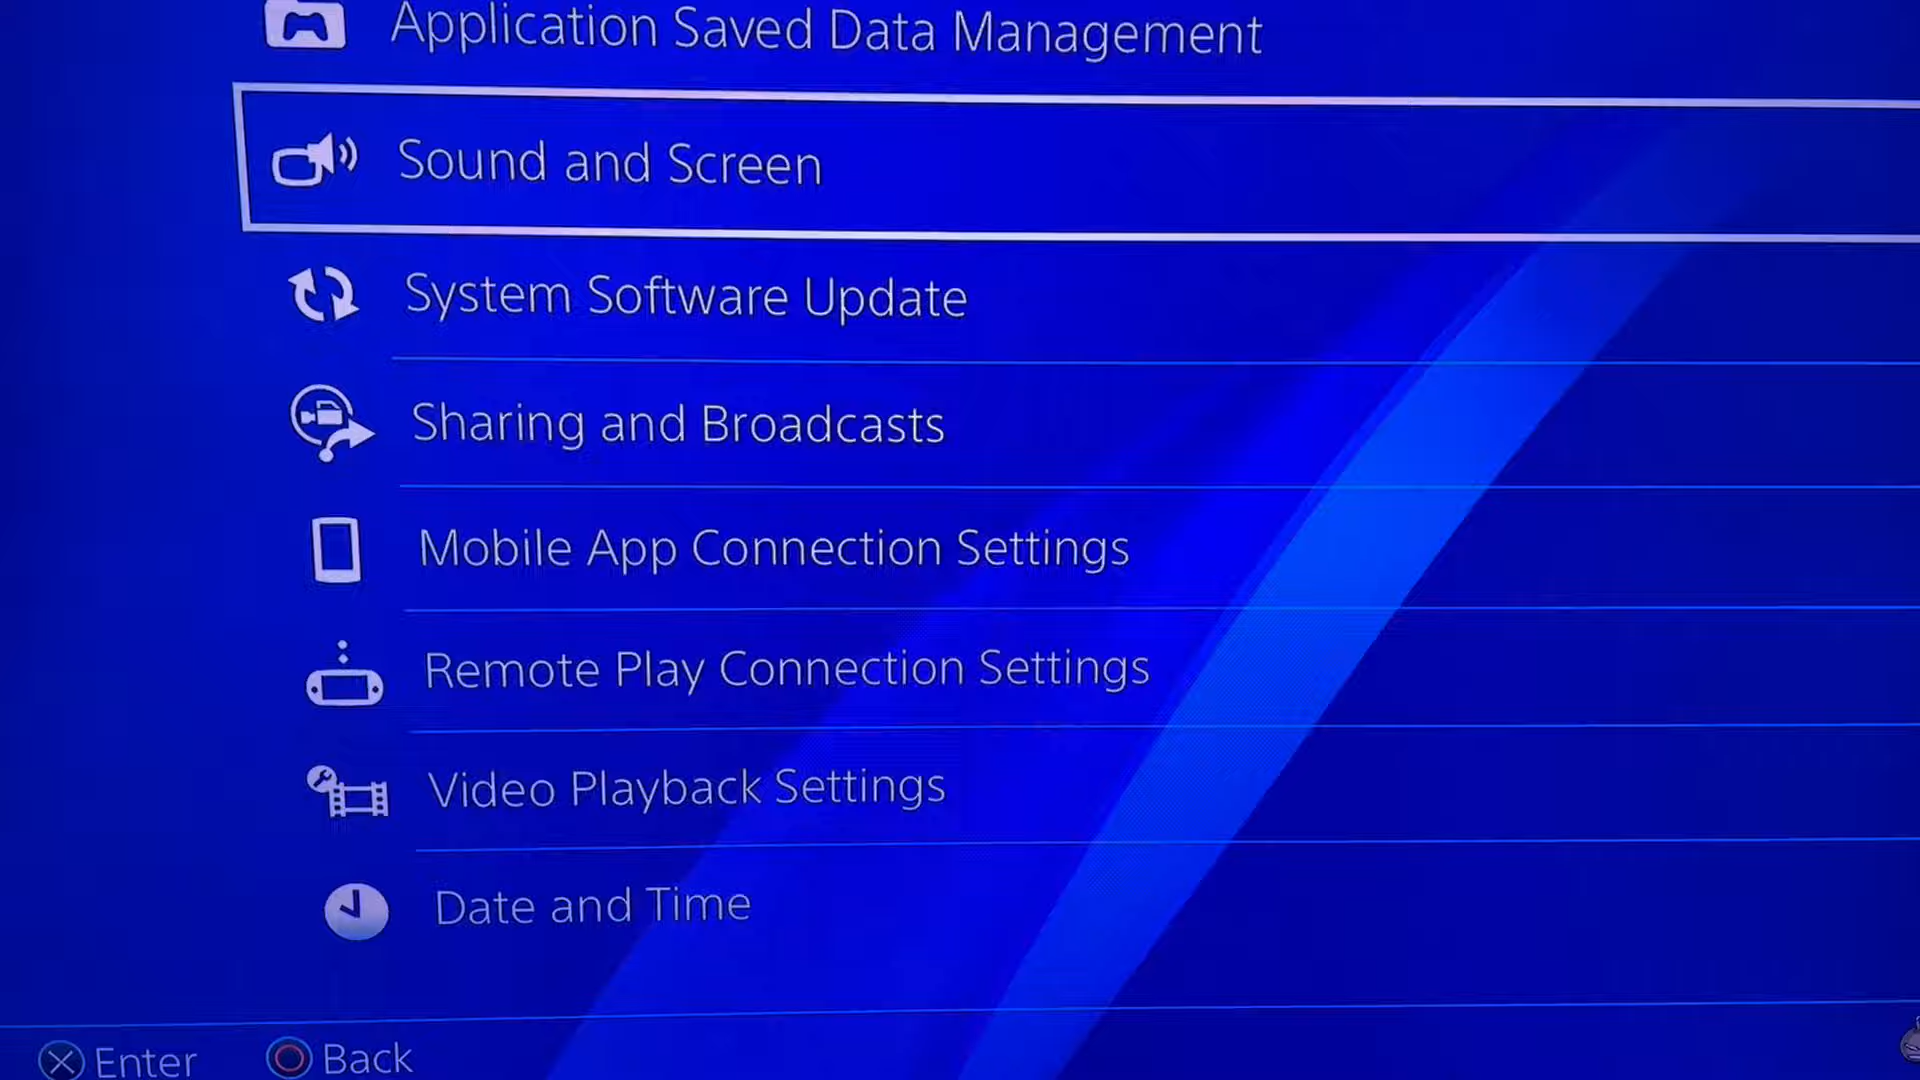 Application Saved Data Management
Sound and Screen
System Software Update
Sharing and Broadcasts
Mobile App Connection Settings
Remote Play Connection Settings
Video Playback Settings
Date and Time
Enter
Back